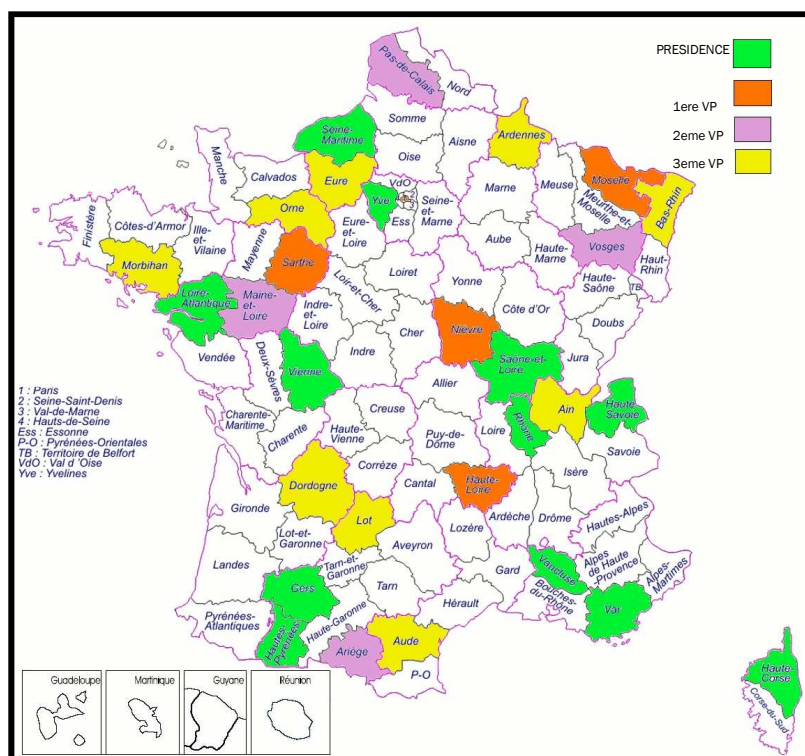 PRESIDENCE
1ere VP
2eme VP
3eme VP
Pas-de-Calais
Nord
Somme
Seine-
Maritime
Aisne
Ardennes
Oise
Manche
Calvados
Eure
VdO
2
3
Yve
Ess
Seine-
et-
Marne
Marne
Meuse
Moselle
Meurthe-et-
Moselle
Bas-Rhin
Orne
Eure-
et-Loire
Finistère
Côtes-d'Armor
Ille-
et-
Vilaine
Mayenne
Sarthe
Aube
Haute-
Marne
Vosges
Haut-
Rhin
Morbihan
Loiret
Yonne
Haute-
Saône
TB
Loire-
Atlantique
Maine-
et-
Loire
Loir-et-Cher
Indre-
et-
Loire
Cher
Nièvre
Côte d'Or
Doubs
Vendée
Deux-Sèvres
Vienne
Indre
Saône-et-
Loire
Jura
Allier
1 : Paris
2 : Seine-Saint-Denis
3 : Val-de-Marne
4 : Hauts-de-Seine
Ess : Essonne
P-O : Pyrénées-Orientales
TB : Territoire de Belfort
VdO : Val d 'Oise
Yve : Yvelines
Charente-
Maritime
Charente
Haute-
Vienne
Creuse
Puy-de-
Dôme
Loire
Rhône
Ain
Haute
Savoie
Savoie
Corrèze
Cantal
Haute-
Loire
Isère
Dordogne
Gironde
Lot
Lot-et-
Garonne
Aveyron
Lozère
Ardèche
Drôme
Hautes-Alpes
Landes
Tarn-et-
Garonne
Tarn
Gard
Vaucluse
Alpes
de Haute
-Provence
Alpes-
Martimes
Gers
Bouches-
du-Rhône
Var
Pyrénées-
Atlantiques
Hautes-
Pyrénées
Haute-Garonne
Hérault
Ariège
Aude
P-O
Haute-
Corse
Corse-du-Sud
Guadeloupe
Martinique
Guyane
Réunion